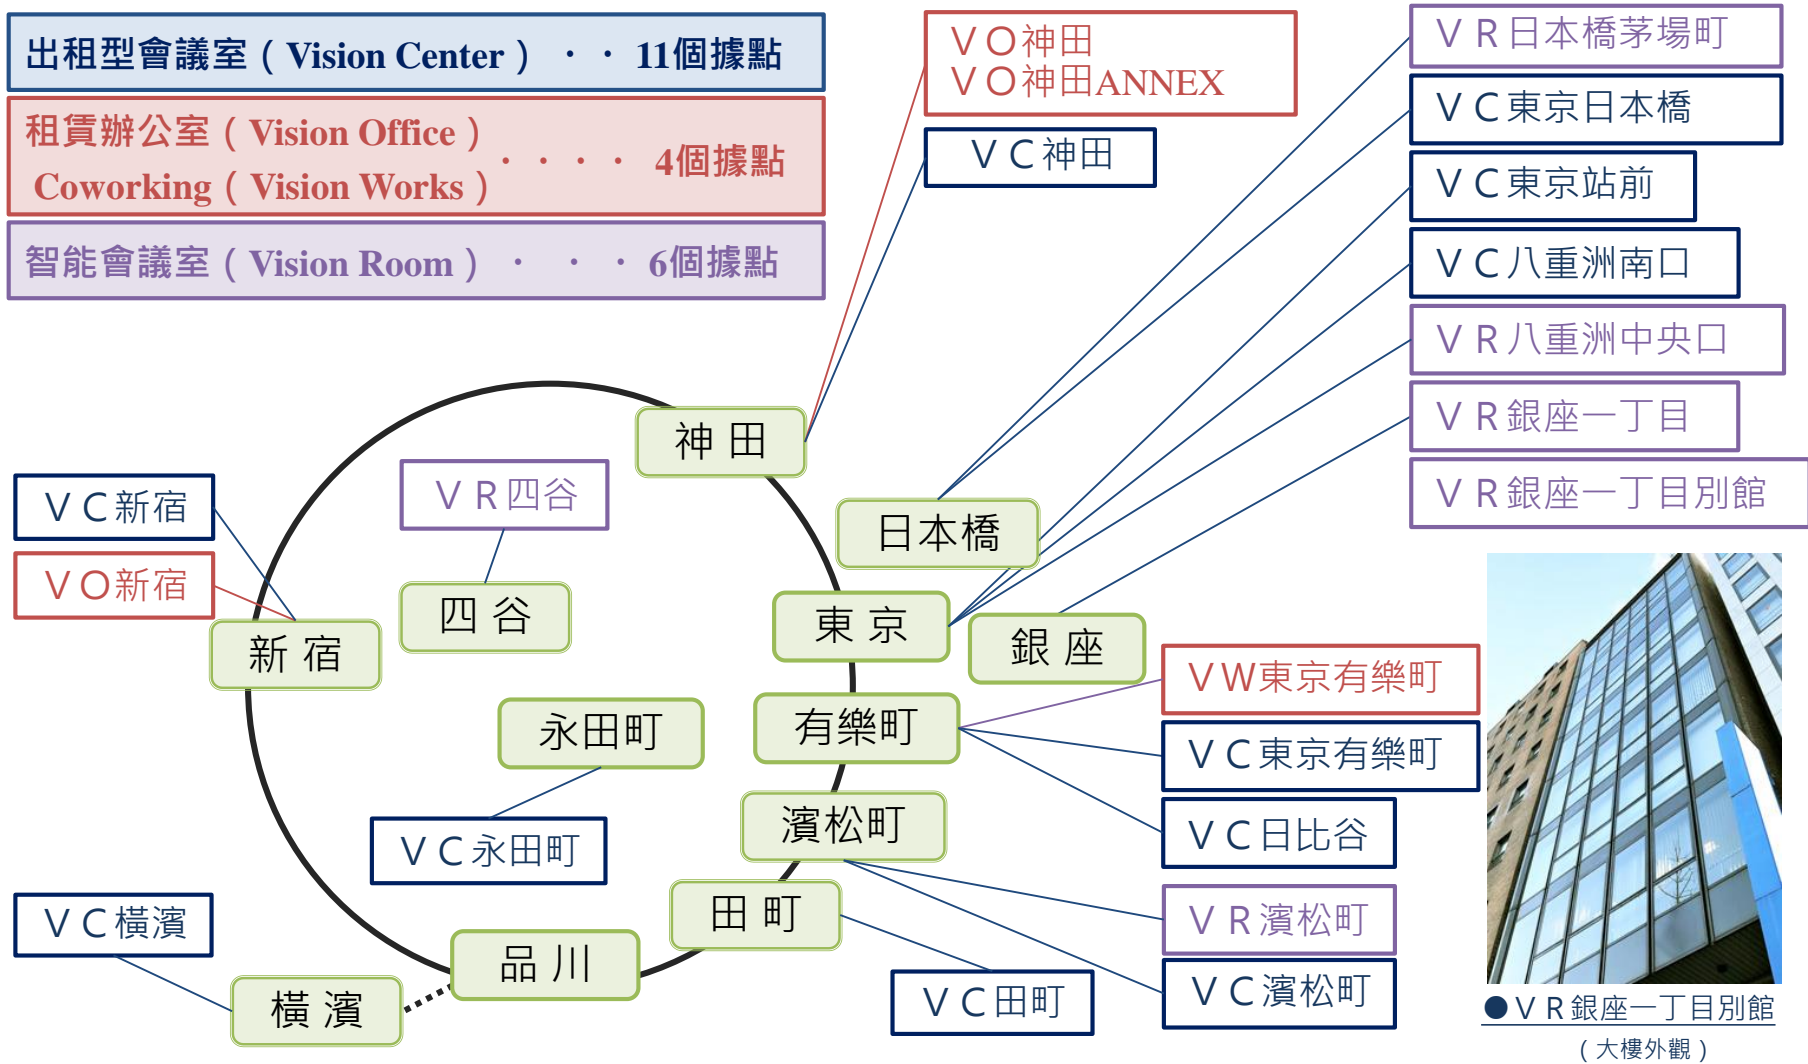 出租型會議室（Vision Center）・・11個據點
租賃辦公室（Vision Office）
Coworking（Vision Works）・・・・4個據點
智能會議室（Vision Room）・・・6個據點
ＶＯ神田
ＶＯ神田ANNEX
ＶＣ神田
ＶＲ日本橋茅場町
ＶＣ東京日本橋
ＶＣ東京站前
ＶＣ八重洲南口
ＶＲ八重洲中央口
ＶＲ銀座一丁目
ＶＲ銀座一丁目別館
神田
ＶＣ新宿
ＶＲ四谷
日本橋
ＶＯ新宿
四谷
東京
新宿
銀座
ＶＷ東京有樂町
永田町
有樂町
ＶＣ東京有樂町
濱松町
ＶＣ永田町
ＶＣ日比谷
田町
ＶＲ濱松町
ＶＣ橫濱
品川
ＶＣ田町
ＶＣ濱松町
橫濱
●ＶＲ銀座一丁目別館
（大樓外觀）